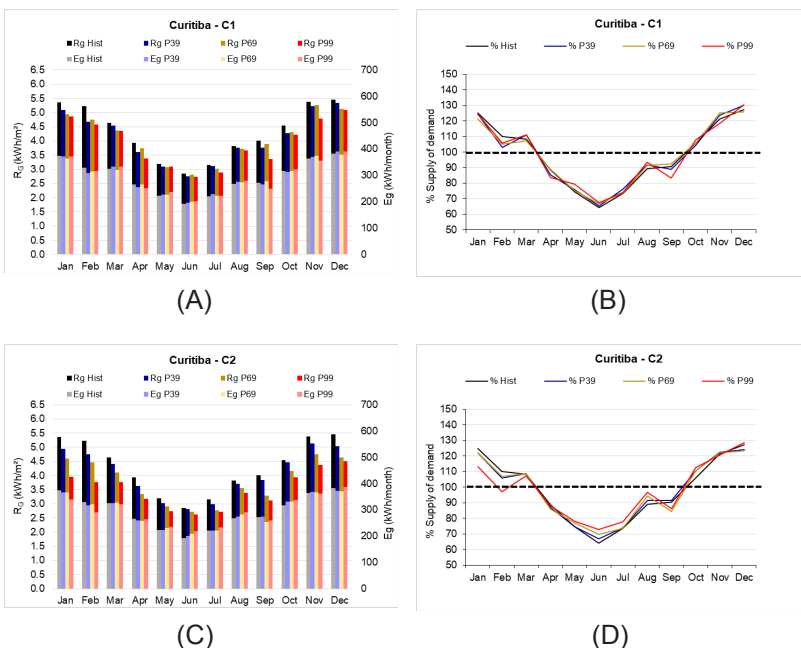 Curitiba - C1
Rg Hist Rg P39 Rg P69 Rg P99
Eg Hist Eg P39 Eg P69 Eg P99
6.5
6.0
5.5
5.0
4.5
4.0
3.5
3.0
2.5
2.0
1.5
1.0
0.5
0.0
R_G (kWh/m²)
700
600
500
400
300
200
100
0
Eg (kWh/month)
Jan Feb Mar Apr May Jun Jul Aug Sep Oct Nov Dec
(A)
Curitiba - C1
% Hist % P39 % P69 % P99
150
140
130
120
110
100
90
80
70
60
50
% Supply of demand
Jan Feb Mar Apr May Jun Jul Aug Sep Oct Nov Dec
(B)
Curitiba - C2
Rg Hist Rg P39 Rg P69 Rg P99
Eg Hist Eg P39 Eg P69 Eg P99
6.5
6.0
5.5
5.0
4.5
4.0
3.5
3.0
2.5
2.0
1.5
1.0
0.5
0.0
R_G (kWh/m²)
700
600
500
400
300
200
100
0
Eg (kWh/month)
Jan Feb Mar Apr May Jun Jul Aug Sep Oct Nov Dec
(C)
Curitiba - C2
% Hist % P39 % P69 % P99
150
140
130
120
110
100
90
80
70
60
50
% Supply of demand
Jan Feb Mar Apr May Jun Jul Aug Sep Oct Nov Dec
(D)